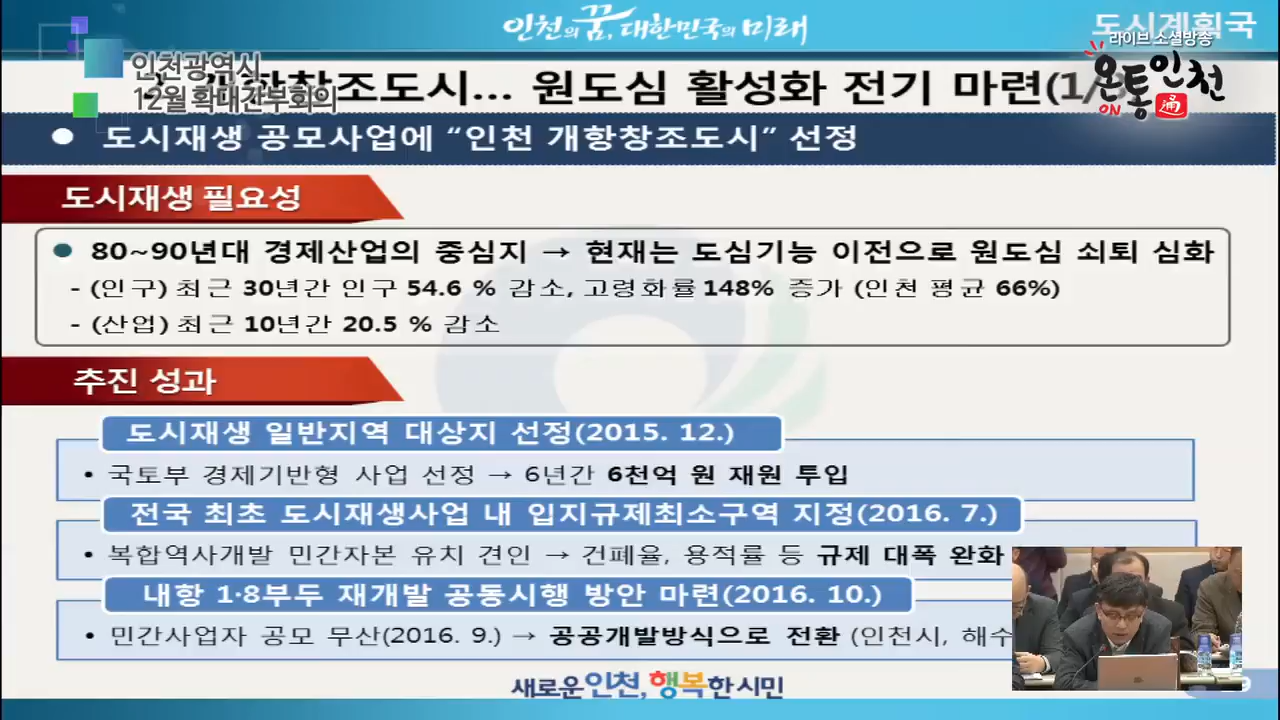 인천의 꿈, 대한민국의 미래
도시계획국
라이브 소셜방송
온통인천
ON 通
인천광역시
12월 확대간부회의
개항창조도시... 원도심 활성화 전기 마련(1/
도시재생 공모사업에 “인천 개항창조도시” 선정
도시재생 필요성
80~90년대 경제산업의 중심지 → 현재는 도심기능 이전으로 원도심 쇠퇴 심화
- (인구) 최근 30년간 인구 54.6 % 감소, 고령화률 148% 증가 (인천 평균 66%)
- (산업) 최근 10년간 20.5 % 감소
추진 성과
도시재생 일반지역 대상지 선정(2015. 12.)
• 국토부 경제기반형 사업 선정 → 6년간 6천억 원 재원 투입
전국 최초 도시재생사업 내 입지규제최소구역 지정(2016. 7.)
• 복합역사개발 민간자본 유치 견인 → 건폐율, 용적률 등 규제 대폭 완화
내항 1·8부두 재개발 공동시행 방안 마련(2016. 10.)
• 민간사업자 공모 무산(2016. 9.) → 공공개발방식으로 전환 (인천시, 해수
새로운 인천, 행복한 시민